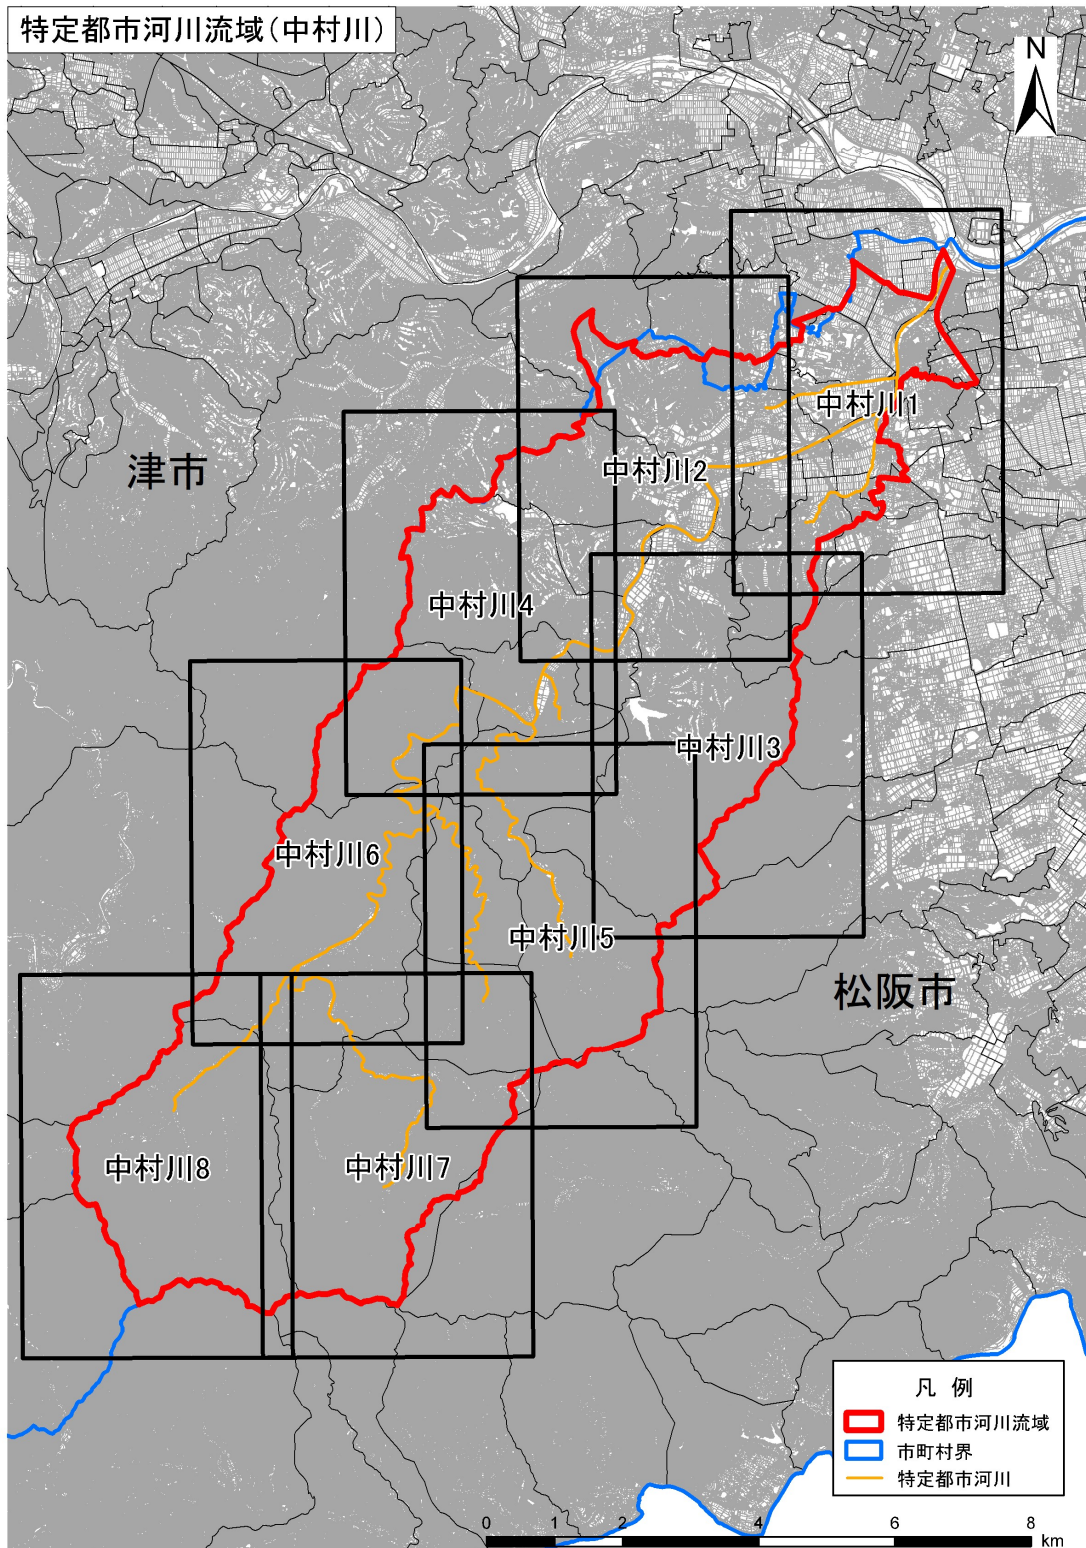 特定都市河川流域(中村川)
N
中村川1
津市
中村川2
中村川4
中村川3
中村川6
中村川5
松阪市
中村川8
中村川7
凡 例
特定都市河川流域
市町村界
特定都市河川
0 1 2 4 6 8
km